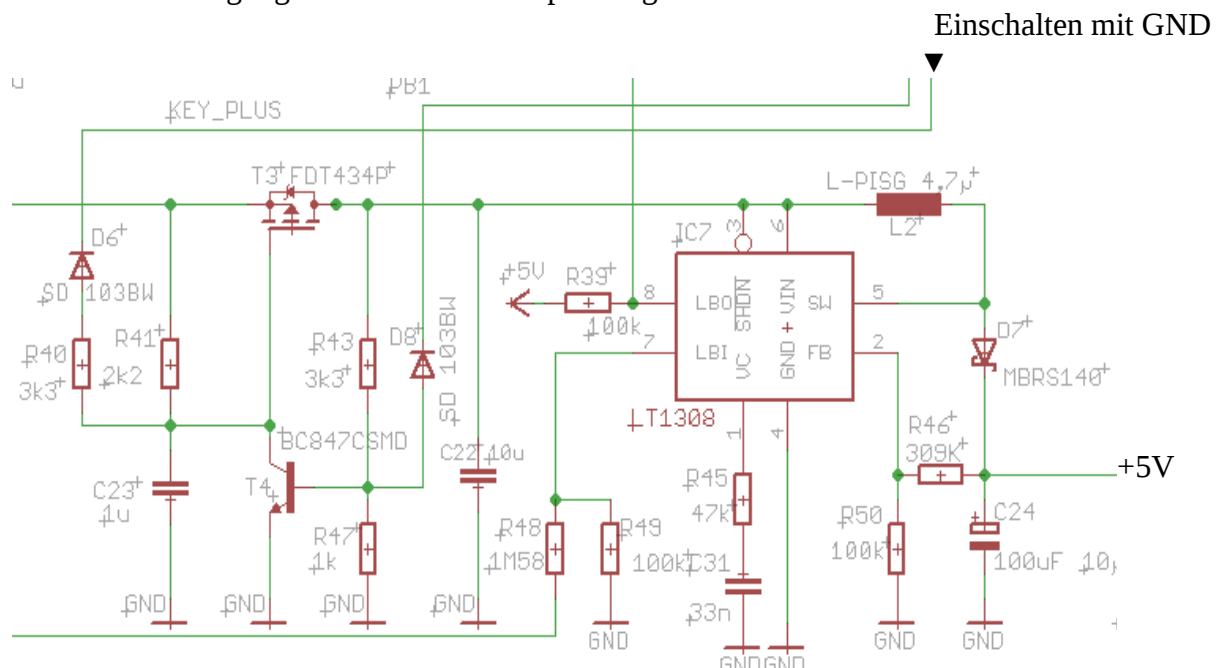 Einschalten mit GND
PB1
KEY_PLUS
T3 FDT434P
L-PISG 4.7µ
L2
D6
SD 103BW
IC7
3
6
+5V
R39
100k
8
LBO
SHDN
+ VIN
SW
5
R40
3k3
R41
2k2
R43
3k3
D8
SD 103BW
7
LBI
VC
GND
FB
2
D7
MBRS140
LT1308
1
4
R46
309K
+5V
BC847CSMD
T4
C22 10u
C23
1u
R47
1k
R48
1M58
R49
100k
R45
47k
C31
33n
R50
100k
C24
100uF 10
GND
GND
GND
GND
GND
GND
GND
GND
GND